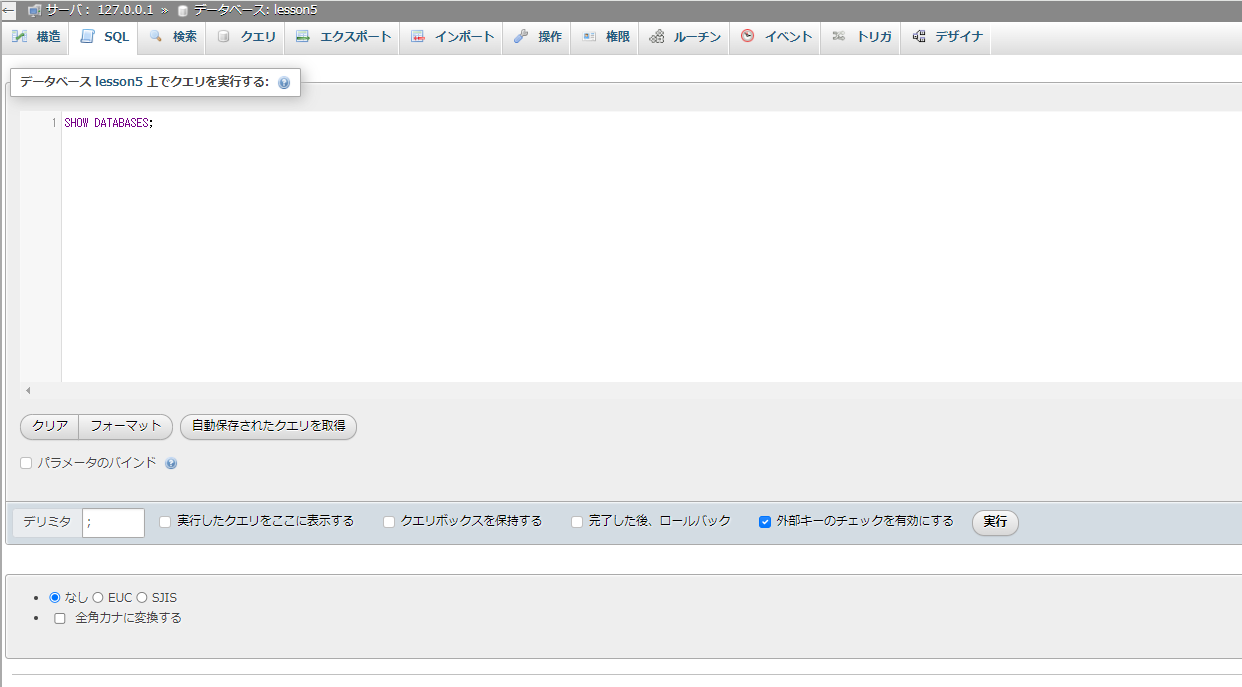 ← サーバ: 127.0.0.1 » データベース: lesson5
構造 SQL 検索 クエリ エクスポート インポート 操作 権限 ルーチン イベント トリガ デザイナ
データベース lesson5 上でクエリを実行する:
1 SHOW DATABASES;
クリア フォーマット 自動保存されたクエリを取得
パラメータのバインド
デリミタ ; 実行したクエリをここに表示する クエリボックスを保持する 完了した後、ロールバック 外部キーのチェックを有効にする 実行
なし EUC SJIS
全角カナに変換する